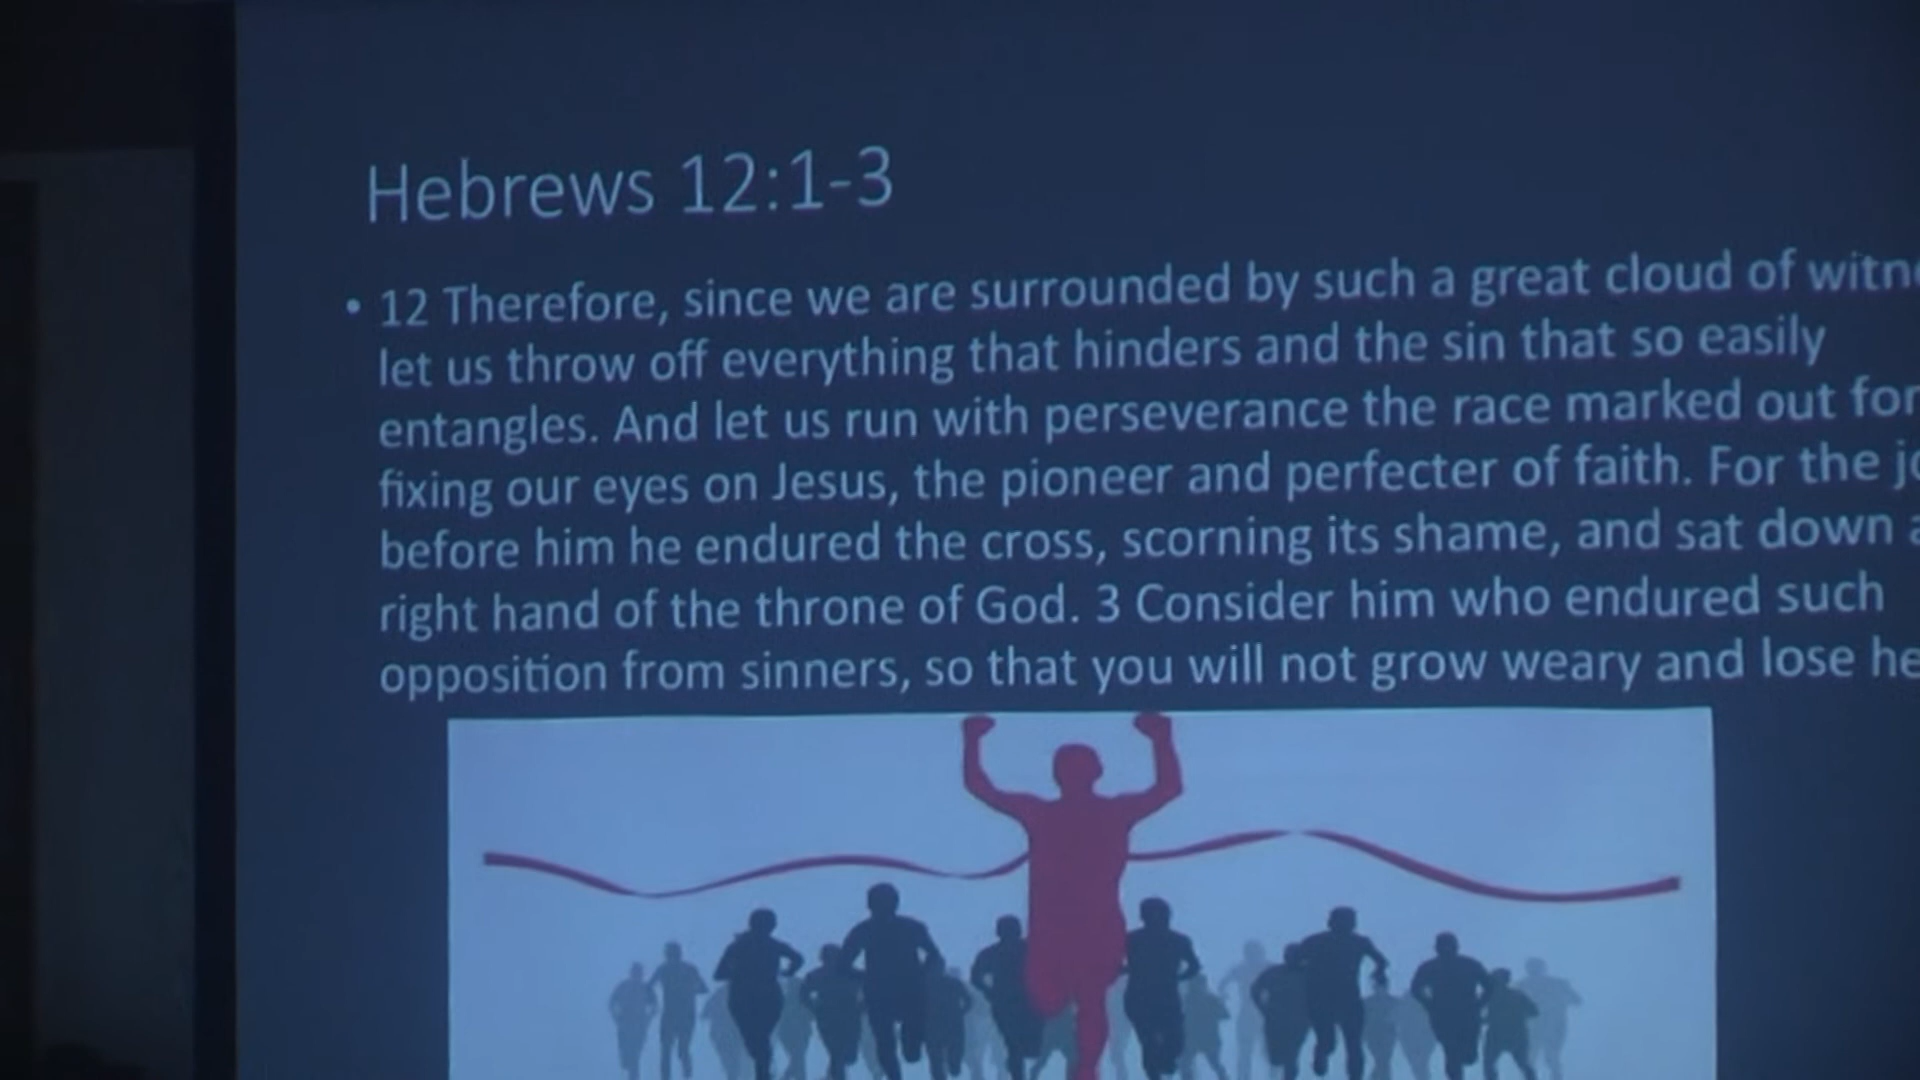 Hebrews 12:1-3
• 12 Therefore, since we are surrounded by such a great cloud of
let us throw off everything that hinders and the sin that so easily
entangles. And let us run with perseverance the race marked out for
fixing our eyes on Jesus, the pioneer and perfecter of faith. For the
before him he endured the cross, scorning its shame, and sat down
right hand of the throne of God. 3 Consider him who endured such
opposition from sinners, so that you will not grow weary and lose